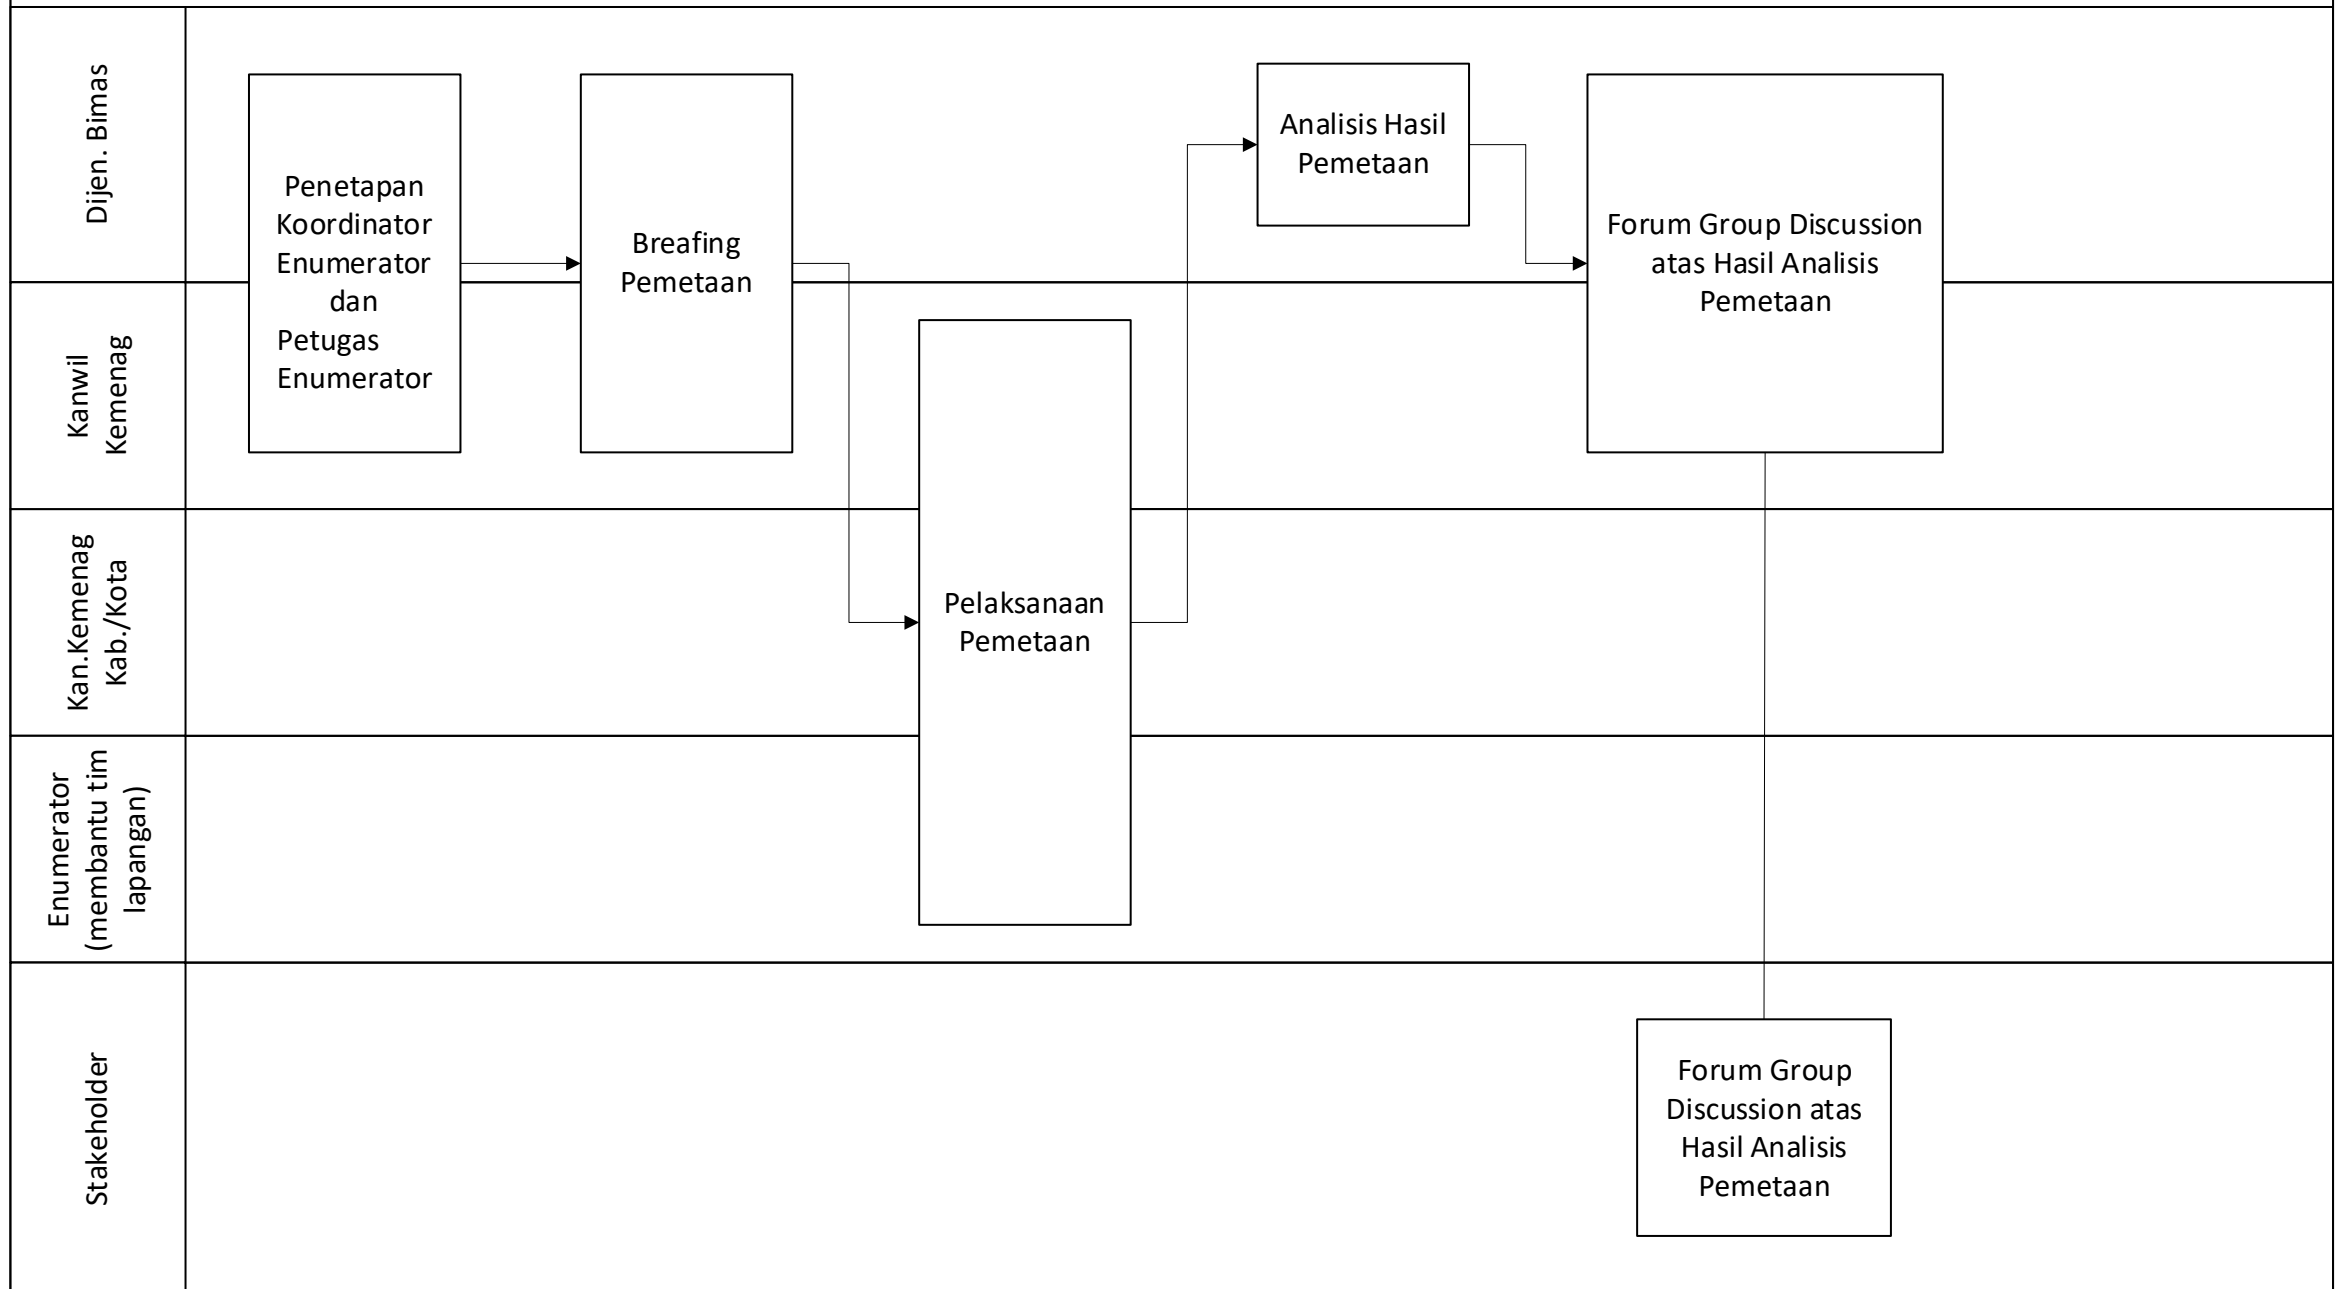 Dijen. Bimas
Penetapan
Koordinator
Enumerator
dan
Petugas
Enumerator
Breafing
Pemetaan
Analisis Hasil
Pemetaan
Forum Group Discussion
atas Hasil Analisis
Pemetaan
Kanwil
Kemenag
Kan.Kemenag
Kab./Kota
Pelaksanaan
Pemetaan
Enumerator
(membantu tim
lapangan)
Stakeholder
Forum Group
Discussion atas
Hasil Analisis
Pemetaan